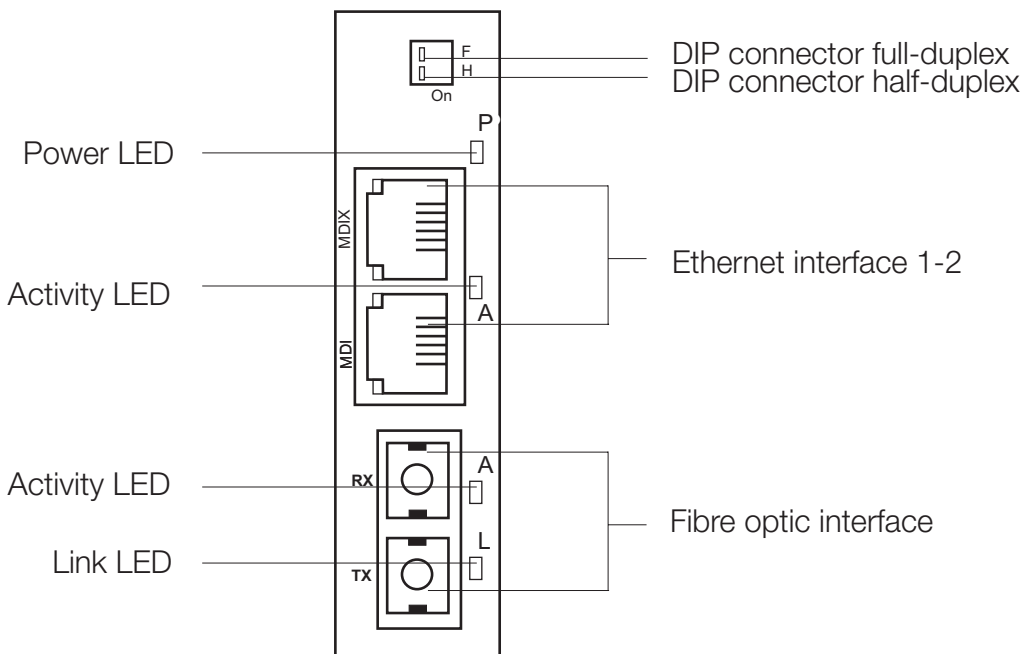 F
DIP connector full-duplex
H
DIP connector half-duplex
On
P
Power LED
MDIX
Ethernet interface 1-2
Activity LED
A
MDI
Activity LED
RX
A
Fibre optic interface
Link LED
L
TX